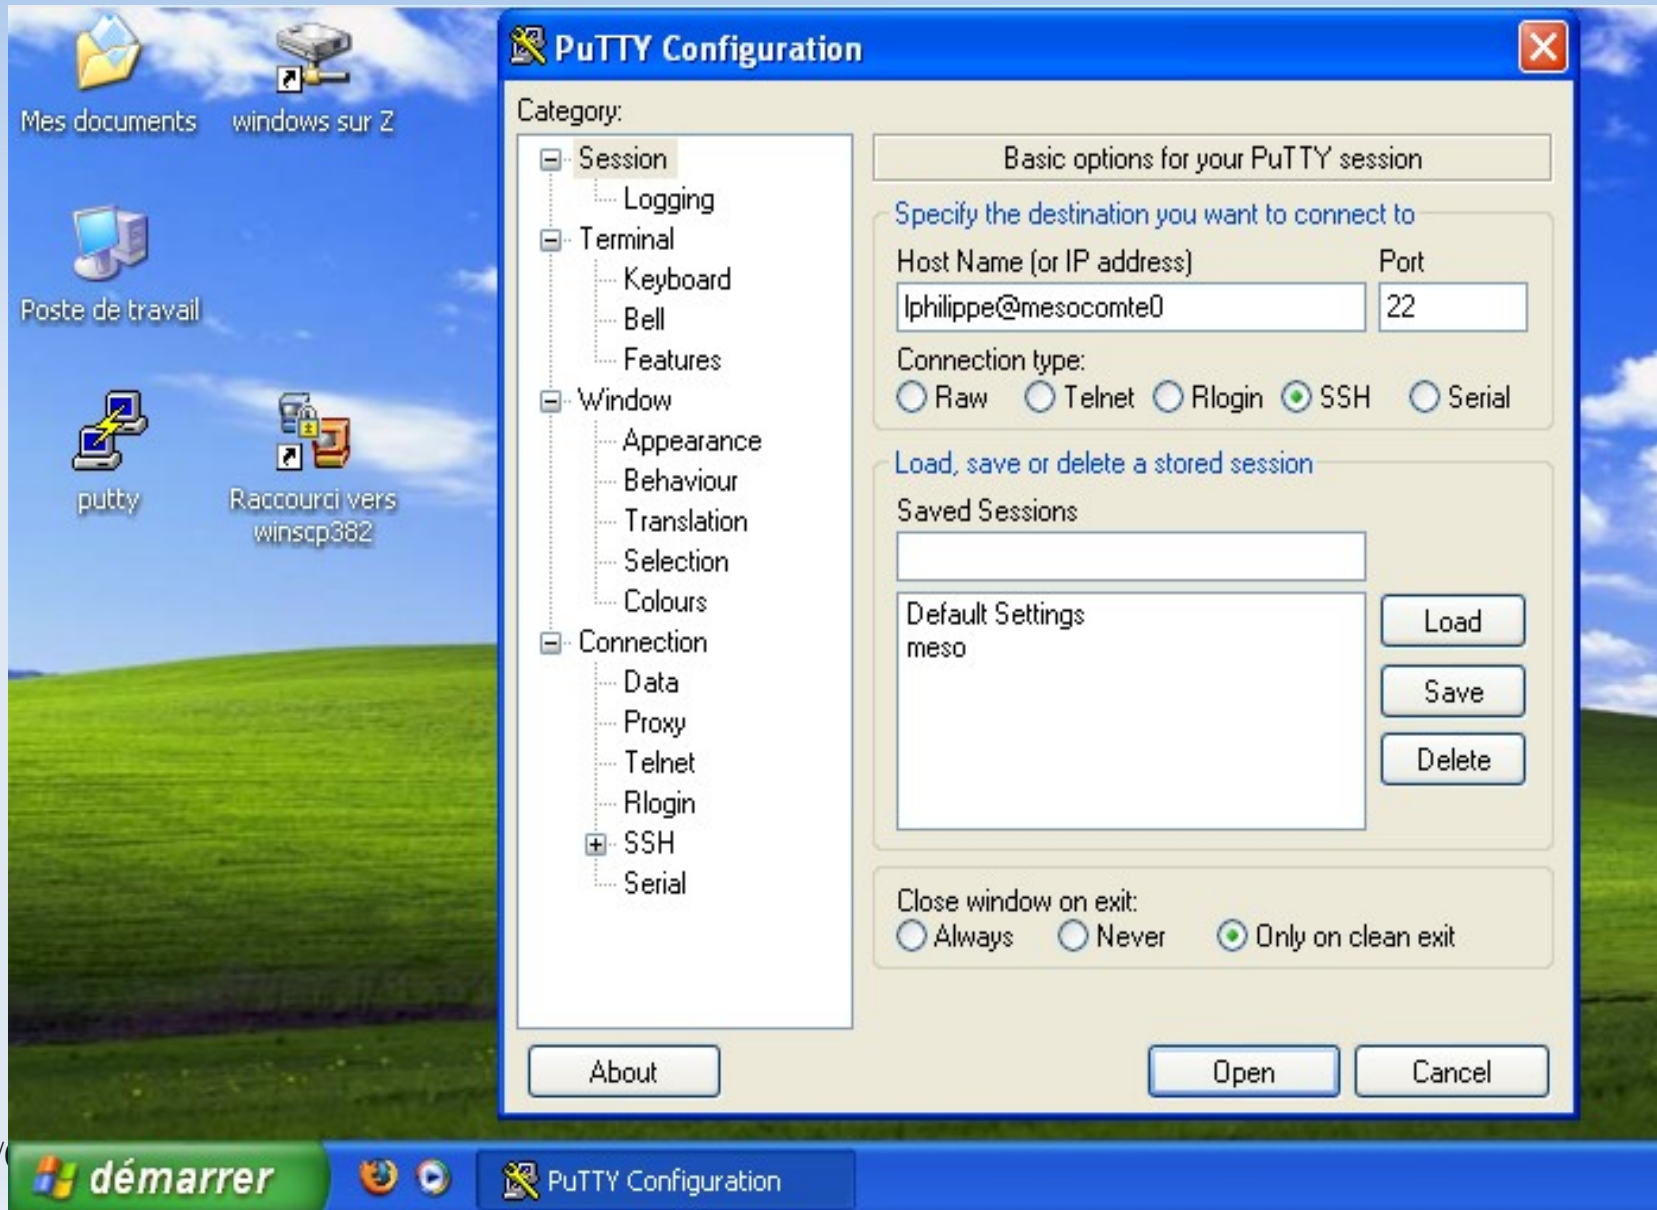 Mes documents
windows sur Z
Poste de travail
putty
Raccourci vers
winscp382
PuTTY Configuration
Category:
Session
Logging
Terminal
Keyboard
Bell
Features
Window
Appearance
Behaviour
Translation
Selection
Colours
Connection
Data
Proxy
Telnet
Rlogin
SSH
Serial
Basic options for your PuTTY session
Specify the destination you want to connect to
Host Name (or IP address) Port
lphilippe@mesocomte0 22
Connection type:
Raw Telnet Rlogin SSH Serial
Load, save or delete a stored session
Saved Sessions
Default Settings
meso
Load
Save
Delete
Close window on exit:
Always Never Only on clean exit
About Open Cancel
démarrer PuTTY Configuration